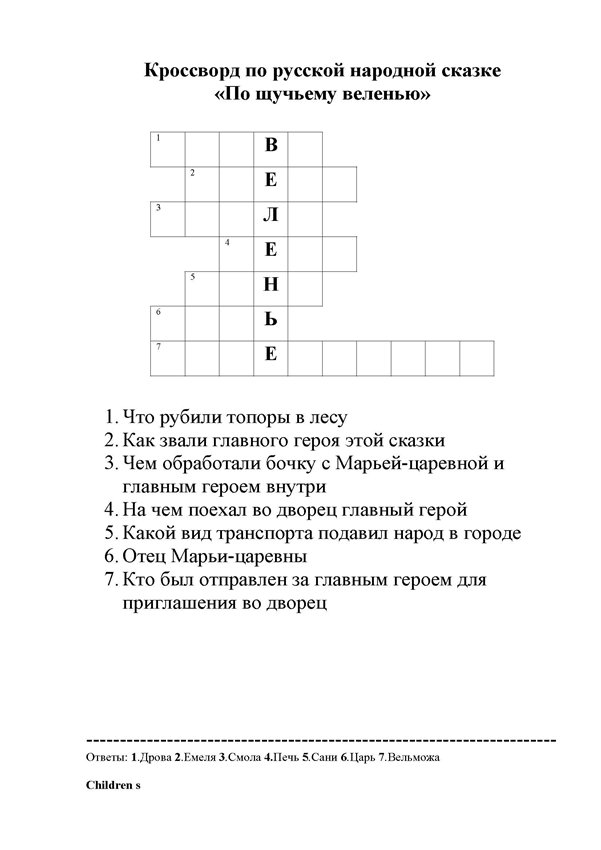 Кроссворд по русской народной сказке
«По щучьему веленью»
1 В
2 Е
3 Л
4 Е
5 Н
6 Ь
7 Е
1. Что рубили топоры в лесу
2. Как звали главного героя этой сказки
3. Чем обработали бочку с Марьей-царевной и
главным героем внутри
4. На чем поехал во дворец главный герой
5. Какой вид транспорта подавил народ в городе
6. Отец Марьи-царевны
7. Кто был отправлен за главным героем для
приглашения во дворец
Ответы: 1.Дрова 2.Емеля 3.Смола 4.Печь 5.Сани 6.Царь 7.Вельможа
Children s